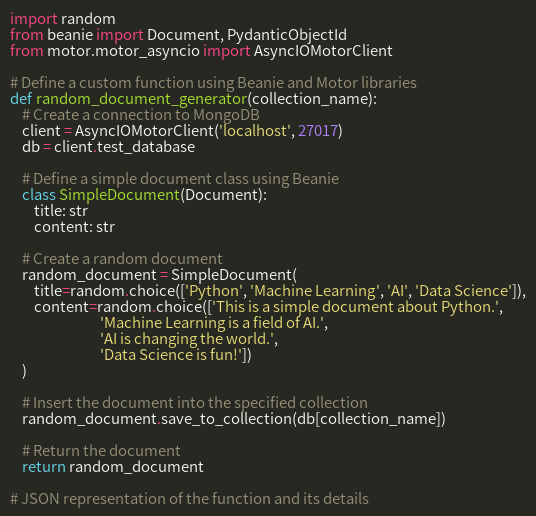 import random
from beanie import Document, PydanticObjectId
from motor.motor_asyncio import AsyncIOMotorClient

# Define a custom function using Beanie and Motor libraries
def random_document_generator(collection_name):
    # Create a connection to MongoDB
    client = AsyncIOMotorClient('localhost', 27017)
    db = client.test_database

    # Define a simple document class using Beanie
    class SimpleDocument(Document):
        title: str
        content: str

    # Create a random document
    random_document = SimpleDocument(
        title=random.choice(['Python', 'Machine Learning', 'AI', 'Data Science']),
        content=random.choice(['This is a simple document about Python.',
                              'Machine Learning is a field of AI.',
                              'AI is changing the world.',
                              'Data Science is fun!'])
    )

    # Insert the document into the specified collection
    random_document.save_to_collection(db[collection_name])

    # Return the document
    return random_document

# JSON representation of the function and its details